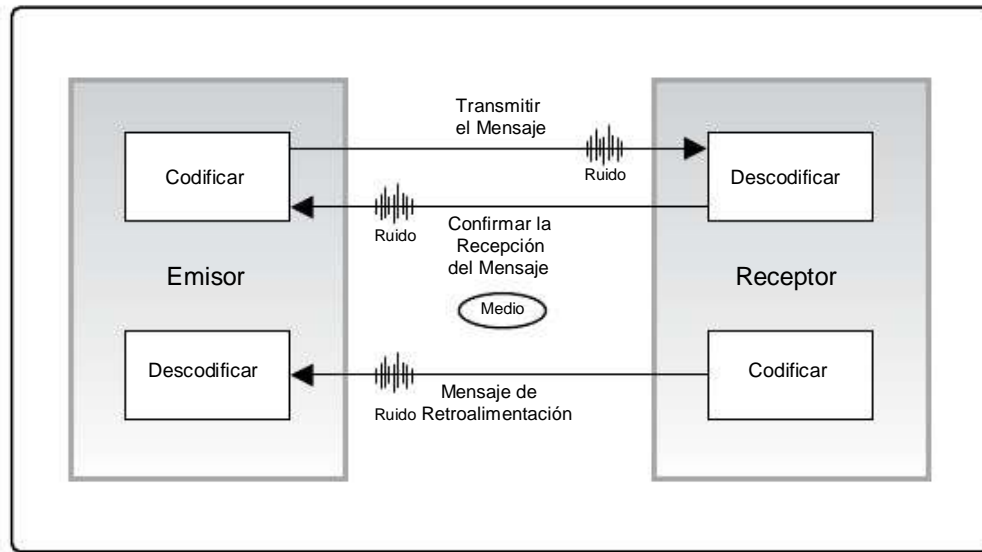 Transmitir
el Mensaje
Codificar
Ruido
Descodificar
Ruido
Confirmar la
Recepción
del Mensaje
Emisor
Receptor
Medio
Descodificar
Codificar
Ruido
Mensaje de
Retroalimentación